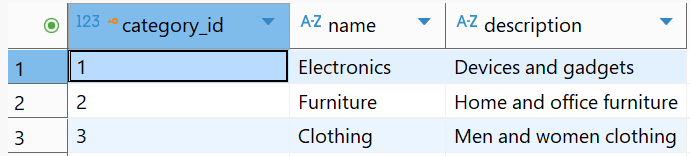 123 category_id A-Z name A-Z description
1 1 Electronics Devices and gadgets
2 2 Furniture Home and office furniture
3 3 Clothing Men and women clothing